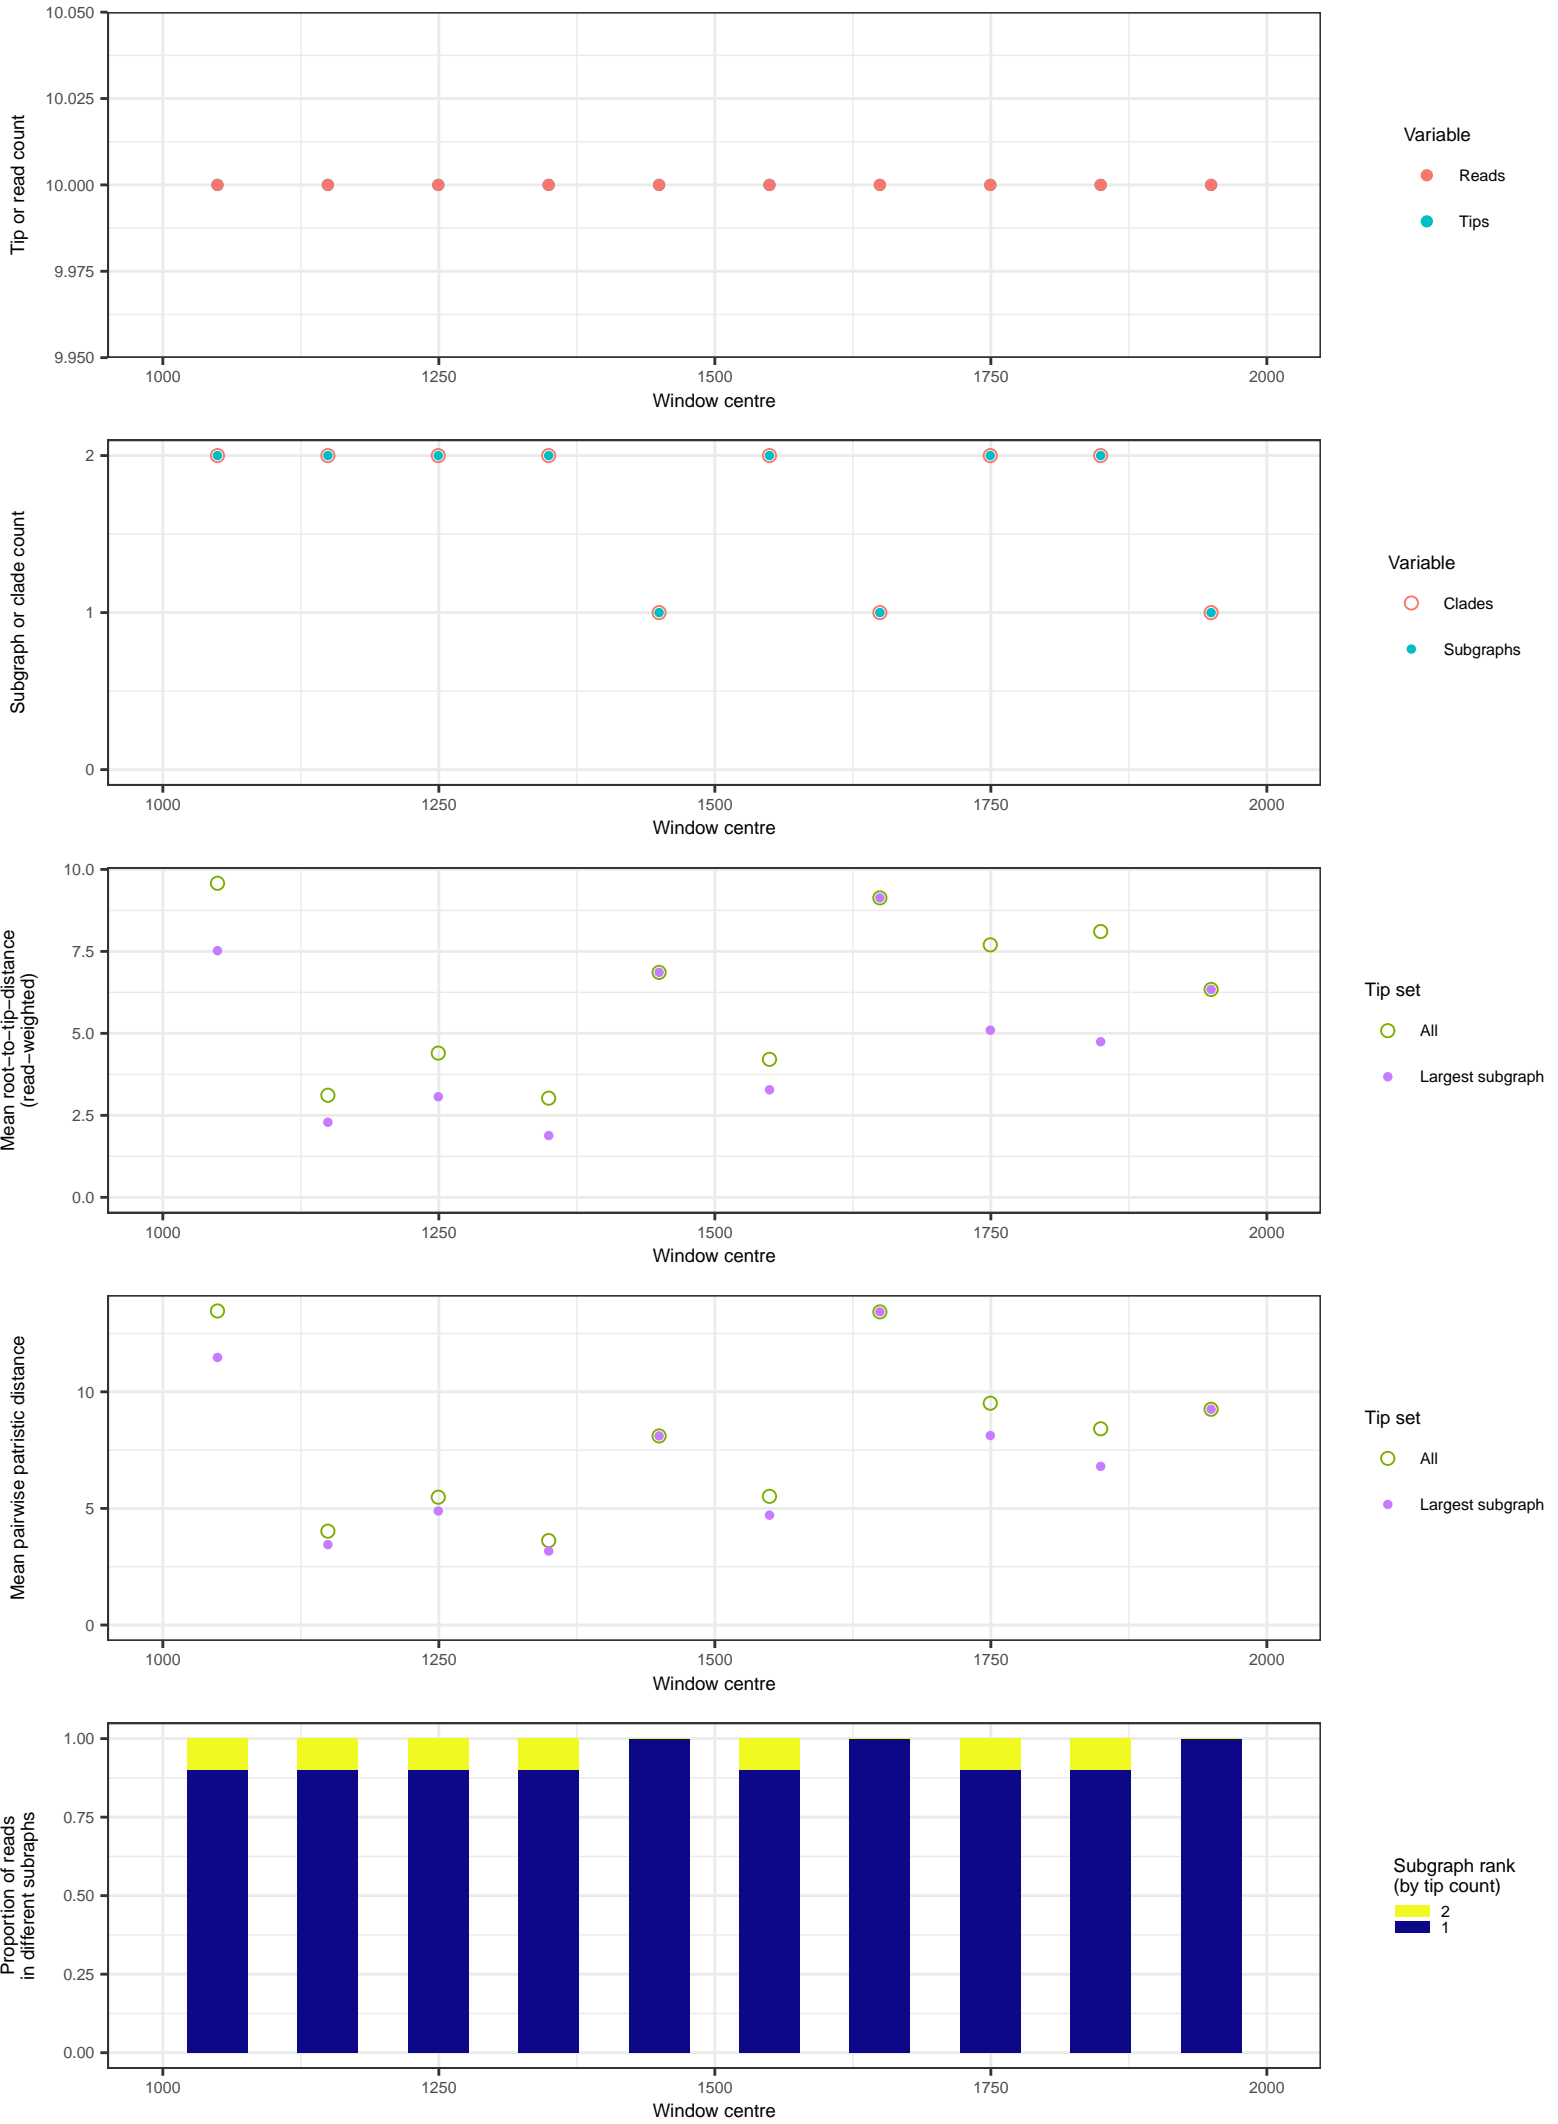 Tip or read count
10.050
10.025
10.000
9.975
9.950
1000 1250 1500 1750 2000
Window centre
Variable
Reads
Tips
Subgraph or clade count
2
1
0
1000 1250 1500 1750 2000
Window centre
Variable
Clades
Subgraphs
Mean root−to−tip−distance
(read−weighted)
10.0
7.5
5.0
2.5
0.0
1000 1250 1500 1750 2000
Window centre
Tip set
All
Largest subgraph
Mean pairwise patristic distance
10
5
0
1000 1250 1500 1750 2000
Window centre
Tip set
All
Largest subgraph
Proportion of reads
in different subraphs
1.00
0.75
0.50
0.25
0.00
1000 1250 1500 1750 2000
Window centre
Subgraph rank
(by tip count)
2
1